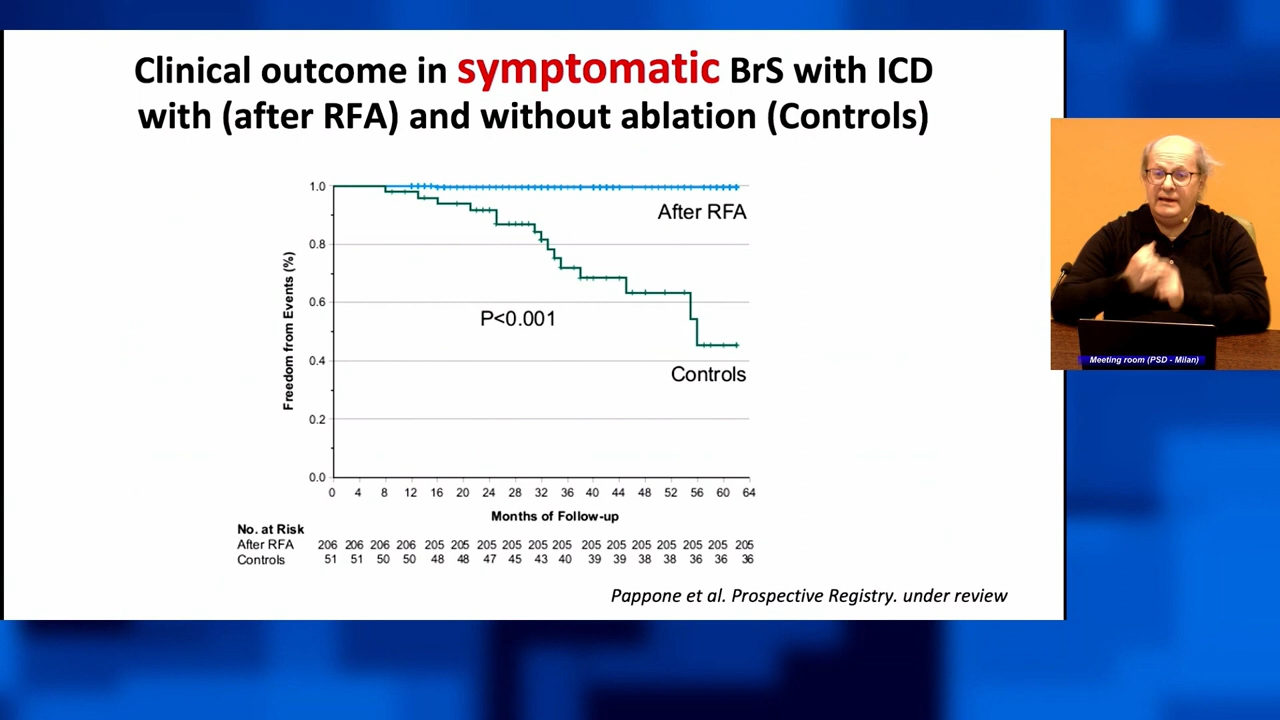 Clinical outcome in symptomatic BrS with ICD
with (after RFA) and without ablation (Controls)
1.0
0.8
0.6
0.4
0.2
0.0
Freedom from Events (%)
After RFA
P<0.001
Controls
0 4 8 12 16 20 24 28 32 36 40 44 48 52 56 60 64
Months of Follow-up
No. at Risk
After RFA 206 206 206 206 205 205 205 205 205 205 205 205 205 205 205 205 205
Controls 51 51 50 50 48 48 47 45 43 40 39 39 38 38 36 36 36
Pappone et al. Prospective Registry. under review
Meeting room (PSD - Milan)